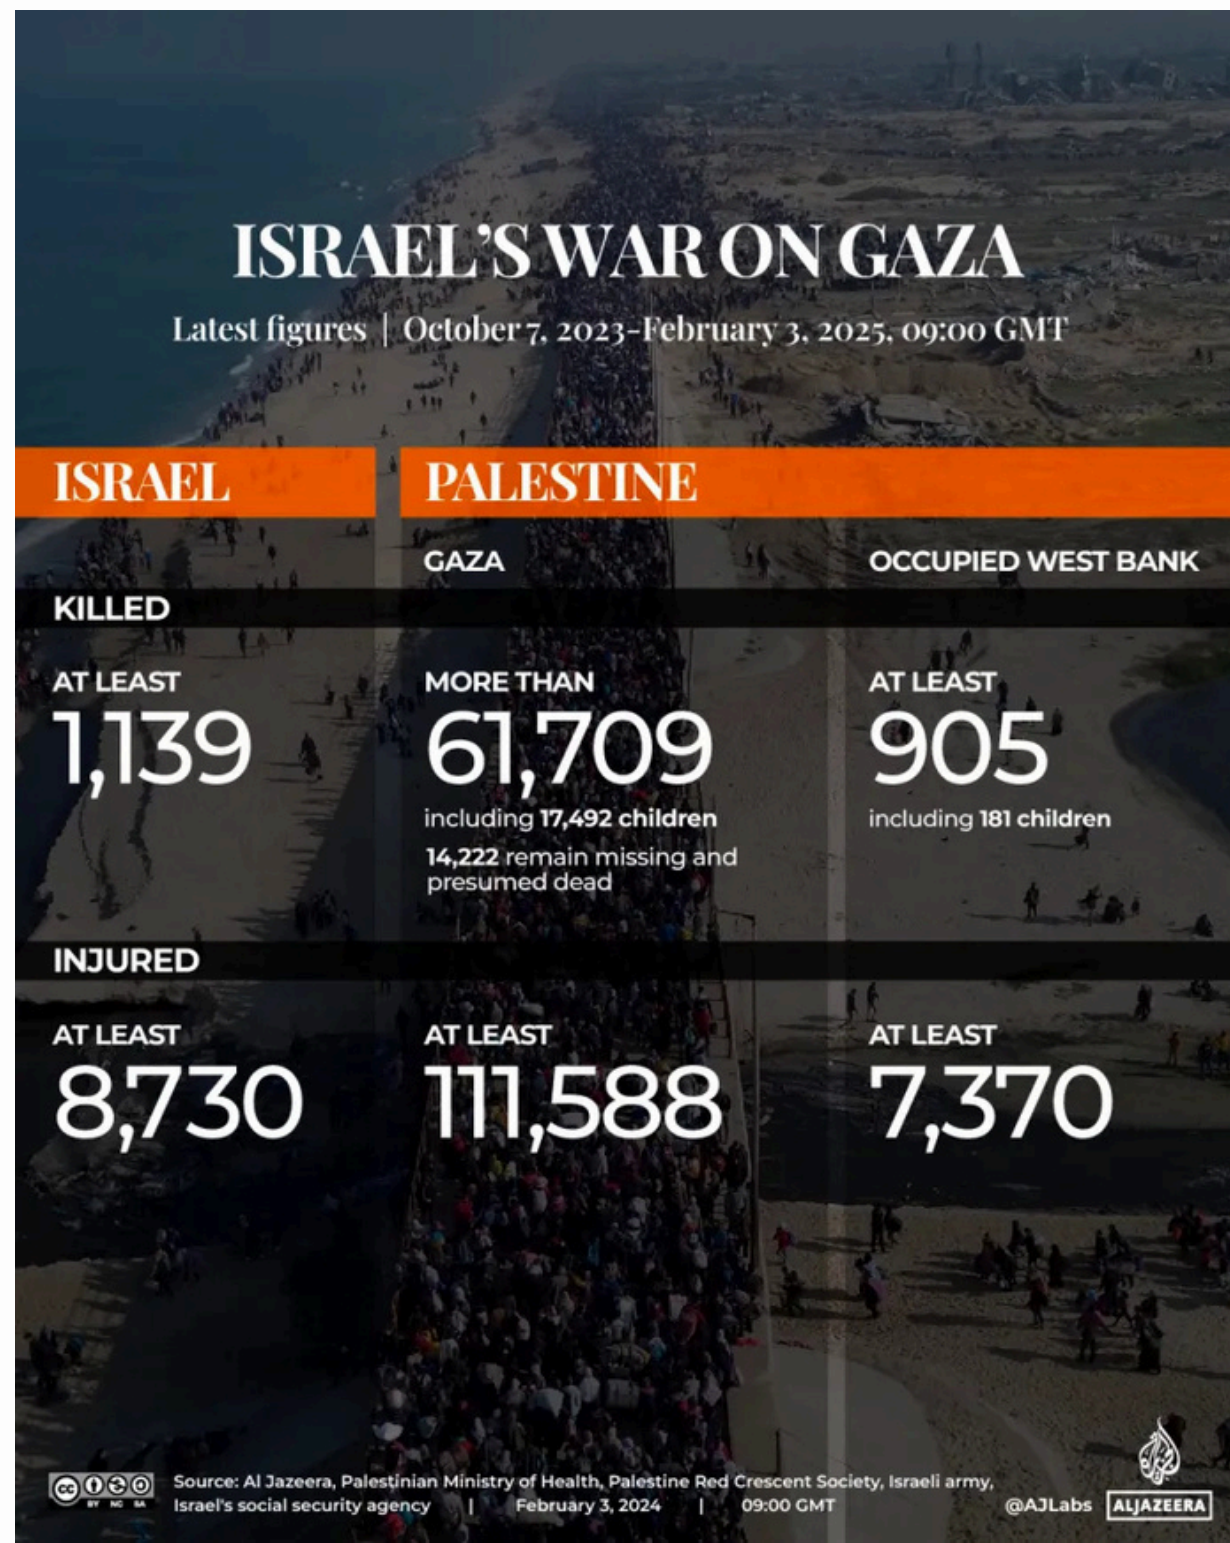 ISRAEL'S WAR ON GAZA
Latest figures | October 7, 2023-February 3, 2025, 09:00 GMT
ISRAEL
PALESTINE
GAZA
OCCUPIED WEST BANK
KILLED
AT LEAST
1,139
MORE THAN
61,709
including 17,492 children
14,222 remain missing and
presumed dead
AT LEAST
905
including 181 children
INJURED
AT LEAST
8,730
AT LEAST
111,588
AT LEAST
7,370
cc
BY NC SA
Source: Al Jazeera, Palestinian Ministry of Health, Palestine Red Crescent Society, Israeli army,
Israel's social security agency | February 3, 2024 | 09:00 GMT
@AJLabs
ALJAZEERA